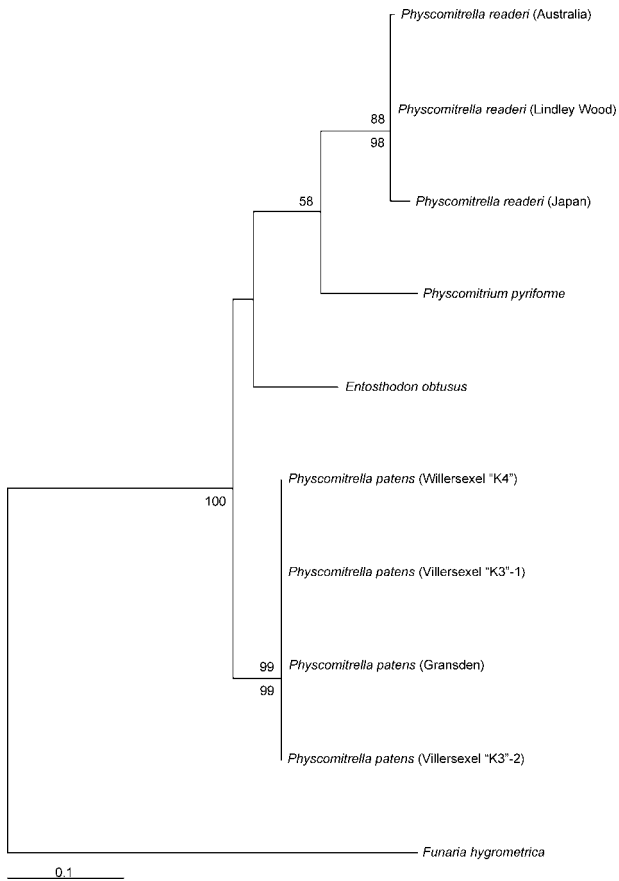 Physcomitrella readeri (Australia)
Physcomitrella readeri (Lindley Wood)
88
98
Physcomitrella readeri (Japan)
58
Physcomitrium pyriforme
Entosthodon obtusus
Physcomitrella patens (Willersexel “K4”)
100
Physcomitrella patens (Villersexel “K3”-1)
Physcomitrella patens (Gransden)
99
99
Physcomitrella patens (Villersexel “K3”-2)
Funaria hygrometrica
0.1